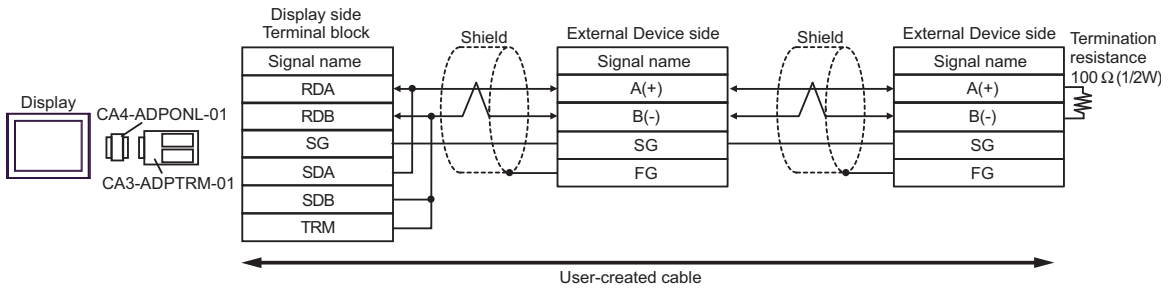 Display
CA4-ADPONL-01
CA3-ADPTRM-01
Display side
Terminal block
Signal name
RDA
RDB
SG
SDA
SDB
TRM
Shield
External Device side
Signal name
A(+)
B(-)
SG
FG
Shield
External Device side
Signal name
A(+)
B(-)
SG
FG
Termination
resistance
100 Ω (1/2W)
User-created cable